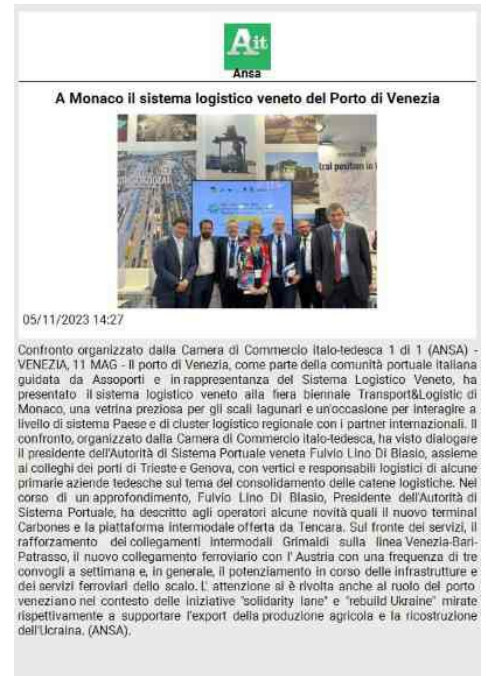 Ait
Ansa
A Monaco il sistema logistico veneto del Porto di Venezia
tral position in
05/11/2023 14:27
Confronto organizzato dalla Camera di Commercio italo-tedesca 1 di 1 (ANSA) -
VENEZIA, 11 MAG - Il porto di Venezia, come parte della comunità portuale italiana
guidata da Assoporti e in rappresentanza del Sistema Logistico Veneto, ha
presentato il sistema logistico veneto alla fiera biennale Transport&Logistic di
Monaco, una vetrina preziosa per gli scali lagunari e un'occasione per interagire a
livello di sistema Paese e di cluster logistico regionale con i partner internazionali. Il
confronto, organizzato dalla Camera di Commercio italo-tedesca, ha visto dialogare
il presidente dell'Autorità di Sistema Portuale veneta Fulvio Lino Di Blasio, assieme
ai colleghi dei porti di Trieste e Genova, con vertici e responsabili logistici di alcune
primarie aziende tedesche sul tema del consolidamento delle catene logistiche. Nel
corso di un approfondimento, Fulvio Lino Di Blasio, Presidente dell'Autorità di
Sistema Portuale, ha descritto agli operatori alcune novità quali il nuovo terminal
Carbones e la piattaforma intermodale offerta da Tencara. Sul fronte dei servizi, il
rafforzamento dei collegamenti intermodali Grimaldi sulla linea Venezia-Bari-
Patrasso, il nuovo collegamento ferroviario con l' Austria con una frequenza di tre
convogli a settimana e, in generale, il potenziamento in corso delle infrastrutture e
dei servizi ferroviari dello scalo. L' attenzione si è rivolta anche al ruolo del porto
veneziano nel contesto delle iniziative "solidarity lane" e "rebuild Ukraine" mirate
rispettivamente a supportare l'export della produzione agricola e la ricostruzione
dell'Ucraina. (ANSA).